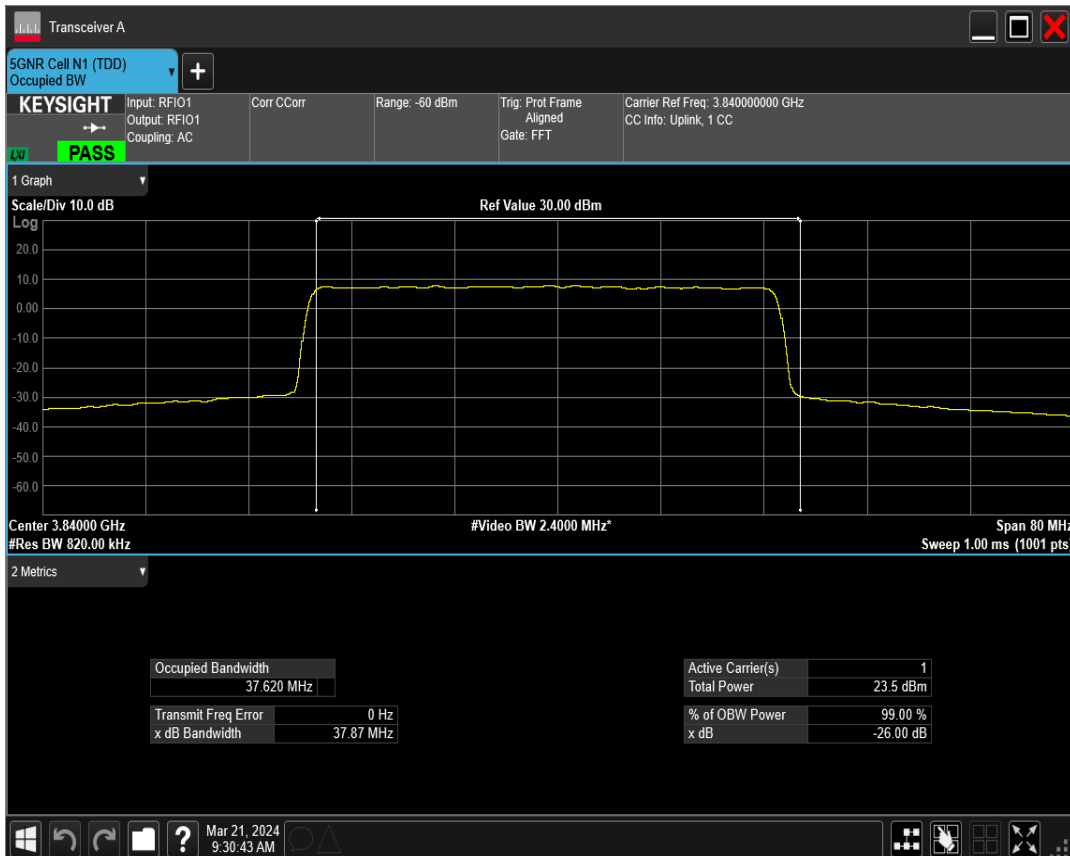 Transceiver A
5GNR Cell N1 (TDD)
Occupied BW
+
KEYSIGHT
LXI
PASS
Input: RFIO1
Output: RFIO1
Coupling: AC
Corr CCorr
Range: -60 dBm
Trig: Prot Frame
Aligned
Gate: FFT
Carrier Ref Freq: 3.840000000 GHz
CC Info: Uplink, 1 CC
1 Graph
Scale/Div 10.0 dB
Ref Value 30.00 dBm
Log
20.0
10.0
0.00
-10.0
-20.0
-30.0
-40.0
-50.0
-60.0
Center 3.84000 GHz
#Video BW 2.4000 MHz*
Span 80 MHz
#Res BW 820.00 kHz
Sweep 1.00 ms (1001 pts)
2 Metrics
Occupied Bandwidth
37.620 MHz
Transmit Freq Error 0 Hz
x dB Bandwidth 37.87 MHz
Active Carrier(s) 1
Total Power 23.5 dBm
% of OBW Power 99.00 %
x dB -26.00 dB
?
Mar 21, 2024
9:30:43 AM